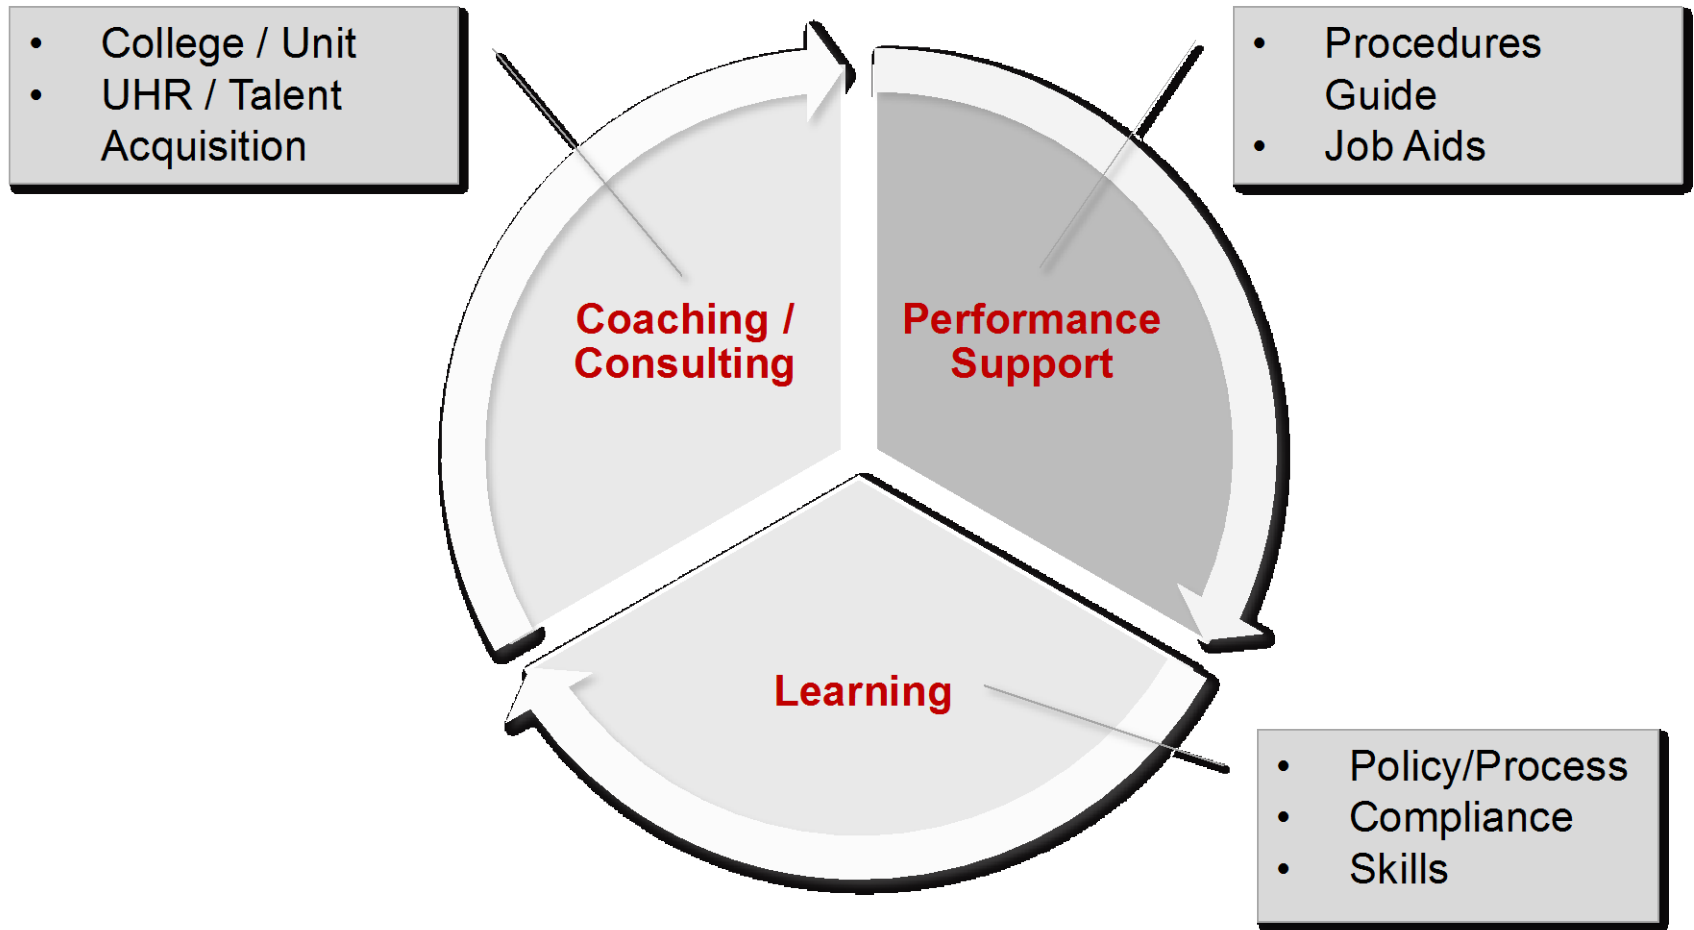 • College / Unit
• UHR / Talent
Acquisition
• Procedures
Guide
• Job Aids
Coaching /
Consulting
Performance
Support
Learning
• Policy/Process
• Compliance
• Skills